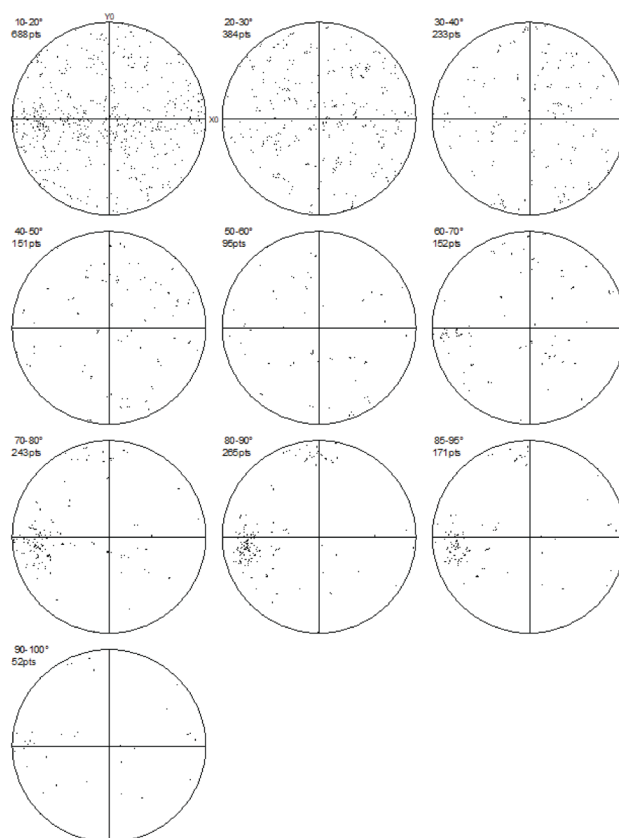 Y0
10-20°
688pts
X0
20-30°
384pts
30-40°
233pts
40-50°
151pts
50-60°
95pts
60-70°
152pts
70-80°
243pts
80-90°
265pts
85-95°
171pts
90-100°
52pts